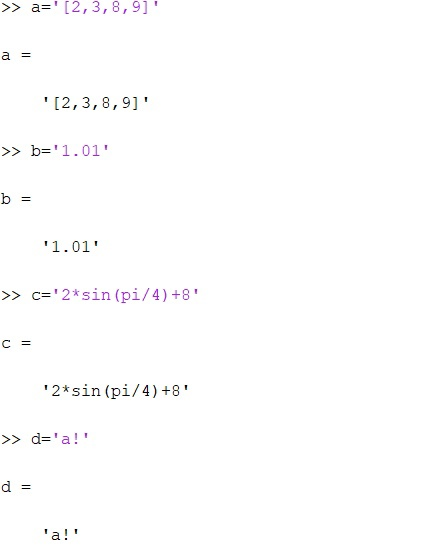 >> a='[2,3,8,9]'
a =
'[2,3,8,9]'
>> b='1.01'
b =
'1.01'
>> c='2*sin(pi/4)+8'
c =
'2*sin(pi/4)+8'
>> d='a!'
d =
'a!'